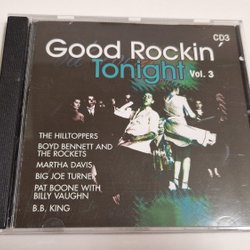 CD3
Good Rockin'
Tonight Vol. 3
THE HILLTOPPERS
BOYD BENNETT AND
THE ROCKETS
MARTHA DAVIS
BIG JOE TURNER
PAT BOONE WITH
BILLY VAUGHN
B.B. KING